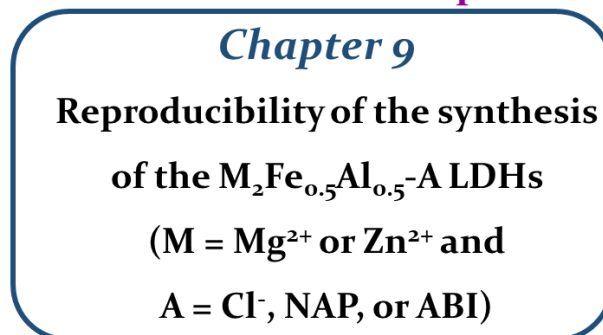 Chapter 9
Reproducibility of the synthesis
of the M₂Fe₀.₅Al₀.₅-A LDHs
(M = Mg²⁺ or Zn²⁺ and
A = Cl⁻, NAP, or ABI)